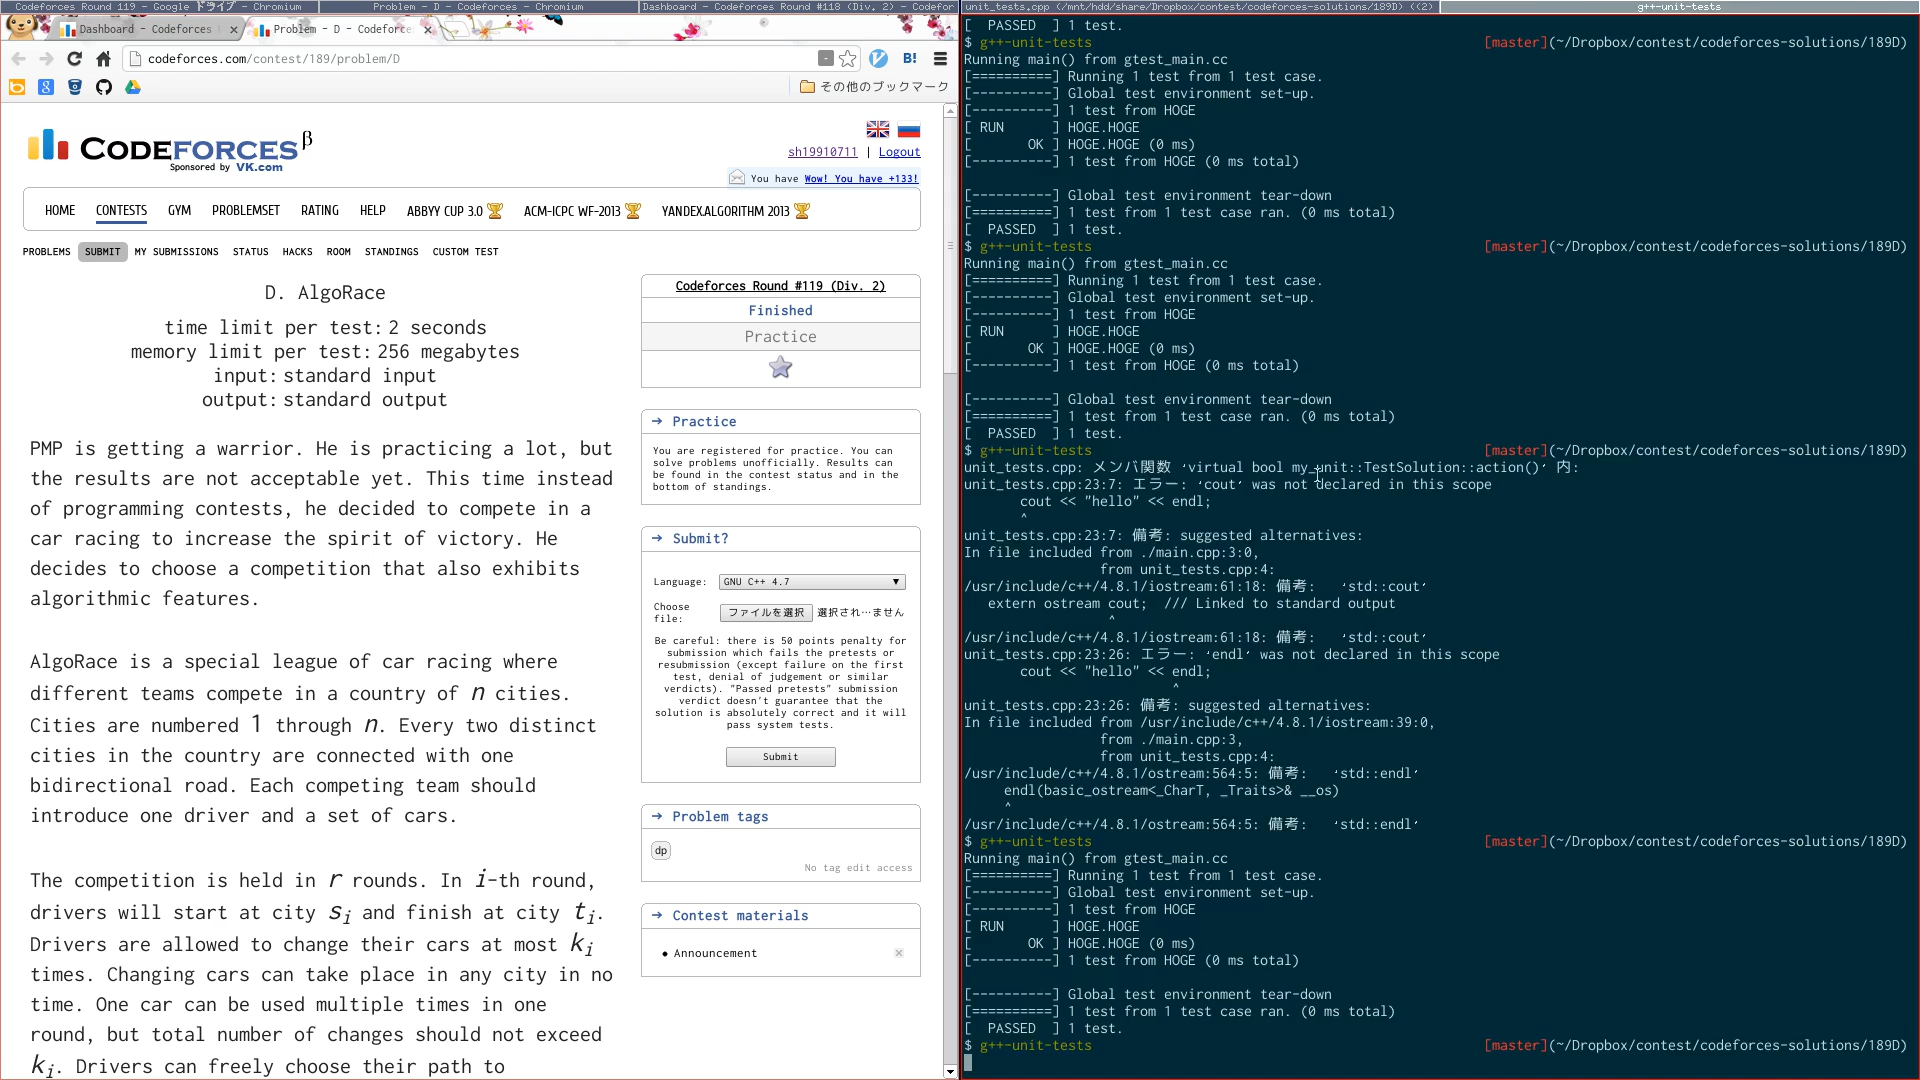 Codeforces Round 119 - Google ドライブ - Chromium
Problem - D - Codeforces - Chromium
Dashboard - Codeforces Round #118 (Div. 2) - Codefor
unit_tests.cpp (/mnt/hdd/share/Dropbox/contest/codeforces-solutions/189D) ((2)
g++-unit-tests
Dashboard - Codeforces
Problem - D - Codeforce
codeforces.com/contest/189/problem/D
B!
その他のブックマーク
CODEFORCES β
Sponsored by VK.com
sh19910711 | Logout
You have Wow! You have +133!
HOME CONTESTS GYM PROBLEMSET RATING HELP ABBYY CUP 3.0 ACM-ICPC WF-2013 YANDEX.ALGORITHM 2013
PROBLEMS SUBMIT MY SUBMISSIONS STATUS HACKS ROOM STANDINGS CUSTOM TEST
D. AlgoRace
time limit per test: 2 seconds
memory limit per test: 256 megabytes
input: standard input
output: standard output
PMP is getting a warrior. He is practicing a lot, but
the results are not acceptable yet. This time instead
of programming contests, he decided to compete in a
car racing to increase the spirit of victory. He
decides to choose a competition that also exhibits
algorithmic features.
AlgoRace is a special league of car racing where
different teams compete in a country of n cities.
Cities are numbered 1 through n. Every two distinct
cities in the country are connected with one
bidirectional road. Each competing team should
introduce one driver and a set of cars.
The competition is held in r rounds. In i-th round,
drivers will start at city si and finish at city ti.
Drivers are allowed to change their cars at most ki
times. Changing cars can take place in any city in no
time. One car can be used multiple times in one
round, but total number of changes should not exceed
ki. Drivers can freely choose their path to
Codeforces Round #119 (Div. 2)
Finished
Practice
→ Practice
You are registered for practice. You can
solve problems unofficially. Results can
be found in the contest status and in the
bottom of standings.
→ Submit?
Language: GNU C++ 4.7
Choose
file: ファイルを選択 選択され…ません
Be careful: there is 50 points penalty for
submission which fails the pretests or
resubmission (except failure on the first
test, denial of judgement or similar
verdicts). "Passed pretests" submission
verdict doesn't guarantee that the
solution is absolutely correct and it will
pass system tests.
Submit
→ Problem tags
dp
No tag edit access
→ Contest materials
Announcement
[  PASSED  ] 1 test.
$ g++-unit-tests [master](~/Dropbox/contest/codeforces-solutions/189D)
Running main() from gtest_main.cc
[==========] Running 1 test from 1 test case.
[----------] Global test environment set-up.
[----------] 1 test from HOGE
[ RUN      ] HOGE.HOGE
[       OK ] HOGE.HOGE (0 ms)
[----------] 1 test from HOGE (0 ms total)
[----------] Global test environment tear-down
[==========] 1 test from 1 test case ran. (0 ms total)
[  PASSED  ] 1 test.
$ g++-unit-tests [master](~/Dropbox/contest/codeforces-solutions/189D)
Running main() from gtest_main.cc
[==========] Running 1 test from 1 test case.
[----------] Global test environment set-up.
[----------] 1 test from HOGE
[ RUN      ] HOGE.HOGE
[       OK ] HOGE.HOGE (0 ms)
[----------] 1 test from HOGE (0 ms total)
[----------] Global test environment tear-down
[==========] 1 test from 1 test case ran. (0 ms total)
[  PASSED  ] 1 test.
$ g++-unit-tests [master](~/Dropbox/contest/codeforces-solutions/189D)
unit_tests.cpp: メンバ関数 ‘virtual bool my_unit::TestSolution::action()’ 内:
unit_tests.cpp:23:7: エラー: ‘cout’ was not declared in this scope
cout << "hello" << endl;
^
unit_tests.cpp:23:7: 備考: suggested alternatives:
In file included from ./main.cpp:3:0,
from unit_tests.cpp:4:
/usr/include/c++/4.8.1/iostream:61:18: 備考:   ‘std::cout’
extern ostream cout;  /// Linked to standard output
^
/usr/include/c++/4.8.1/iostream:61:18: 備考:   ‘std::cout’
unit_tests.cpp:23:26: エラー: ‘endl’ was not declared in this scope
cout << "hello" << endl;
^
unit_tests.cpp:23:26: 備考: suggested alternatives:
In file included from /usr/include/c++/4.8.1/iostream:39:0,
from ./main.cpp:3,
from unit_tests.cpp:4:
/usr/include/c++/4.8.1/ostream:564:5: 備考:   ‘std::endl’
endl(basic_ostream<_CharT, _Traits>& __os)
^
/usr/include/c++/4.8.1/ostream:564:5: 備考:   ‘std::endl’
$ g++-unit-tests [master](~/Dropbox/contest/codeforces-solutions/189D)
Running main() from gtest_main.cc
[==========] Running 1 test from 1 test case.
[----------] Global test environment set-up.
[----------] 1 test from HOGE
[ RUN      ] HOGE.HOGE
[       OK ] HOGE.HOGE (0 ms)
[----------] 1 test from HOGE (0 ms total)
[----------] Global test environment tear-down
[==========] 1 test from 1 test case ran. (0 ms total)
[  PASSED  ] 1 test.
$ g++-unit-tests [master](~/Dropbox/contest/codeforces-solutions/189D)